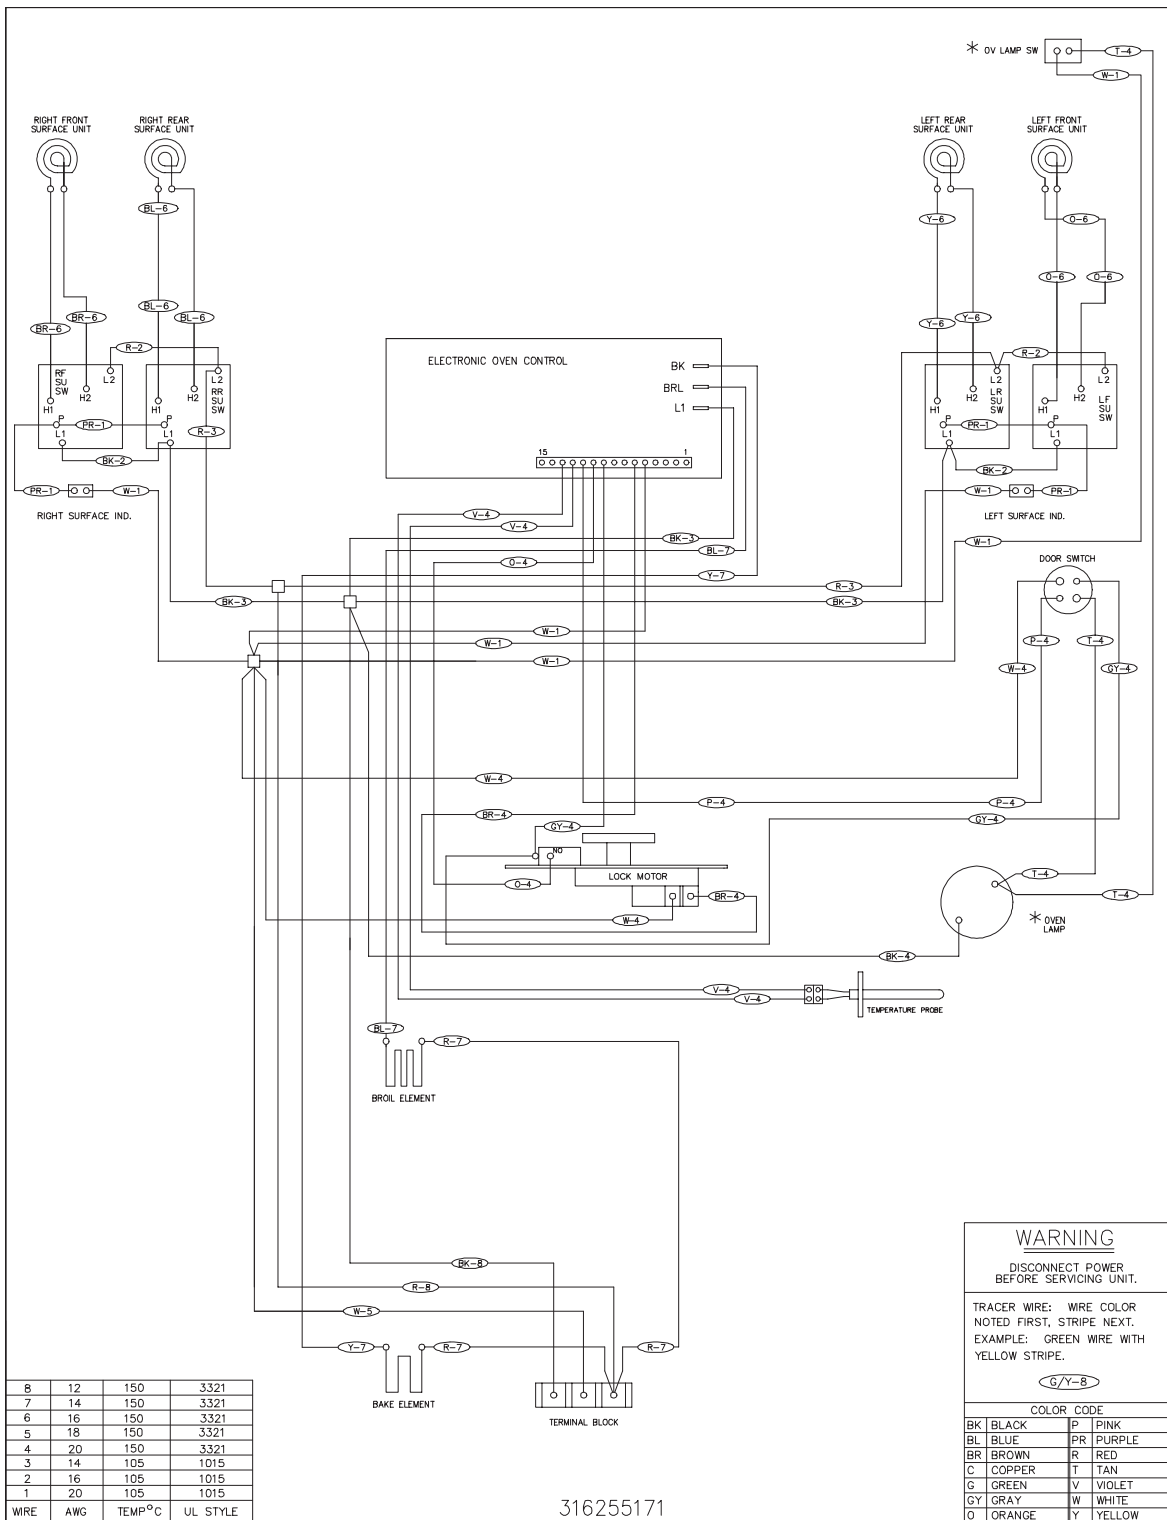 * OV LAMP SW
T-4
W-1
RIGHT FRONT
SURFACE UNIT
RIGHT REAR
SURFACE UNIT
LEFT REAR
SURFACE UNIT
LEFT FRONT
SURFACE UNIT
BL-6
Y-6
O-6
BL-6
O-6
O-6
BR-6
BR-6
BL-6
Y-6
Y-6
R-2
R-2
ELECTRONIC OVEN CONTROL
BK
BRL
L1
RF
SU
SW
L2
H1
H2
P
L1
PR-1
BK-2
L2
RR
SU
SW
H1
H2
P
L1
R-3
L2
LR
SU
SW
H1
H2
P
L1
PR-1
BK-2
L2
LF
SU
SW
H1
H2
P
L1
15
1
PR-1
W-1
RIGHT SURFACE IND.
W-1
PR-1
LEFT SURFACE IND.
V-4
V-4
BK-3
W-1
BL-7
O-4
Y-7
DOOR SWITCH
R-3
BK-3
BK-3
W-1
W-1
W-1
P-4
T-4
W-4
GY-4
W-4
P-4
P-4
BR-4
GY-4
GY-4
NO
LOCK MOTOR
O-4
BR-4
W-4
T-4
T-4
* OVEN
LAMP
BK-4
V-4
V-4
TEMPERATURE PROBE
BL-7
R-7
BROIL ELEMENT
BK-8
R-8
W-5
Y-7
R-7
R-7
BAKE ELEMENT
TERMINAL BLOCK
WARNING
DISCONNECT POWER
BEFORE SERVICING UNIT.
TRACER WIRE: WIRE COLOR
NOTED FIRST, STRIPE NEXT.
EXAMPLE: GREEN WIRE WITH
YELLOW STRIPE.
G/Y-8
COLOR CODE
BK BLACK P PINK
BL BLUE PR PURPLE
BR BROWN R RED
C COPPER T TAN
G GREEN V VIOLET
GY GRAY W WHITE
O ORANGE Y YELLOW
8 12 150 3321
7 14 150 3321
6 16 150 3321
5 18 150 3321
4 20 150 3321
3 14 105 1015
2 16 105 1015
1 20 105 1015
WIRE AWG TEMP°C UL STYLE
316255171